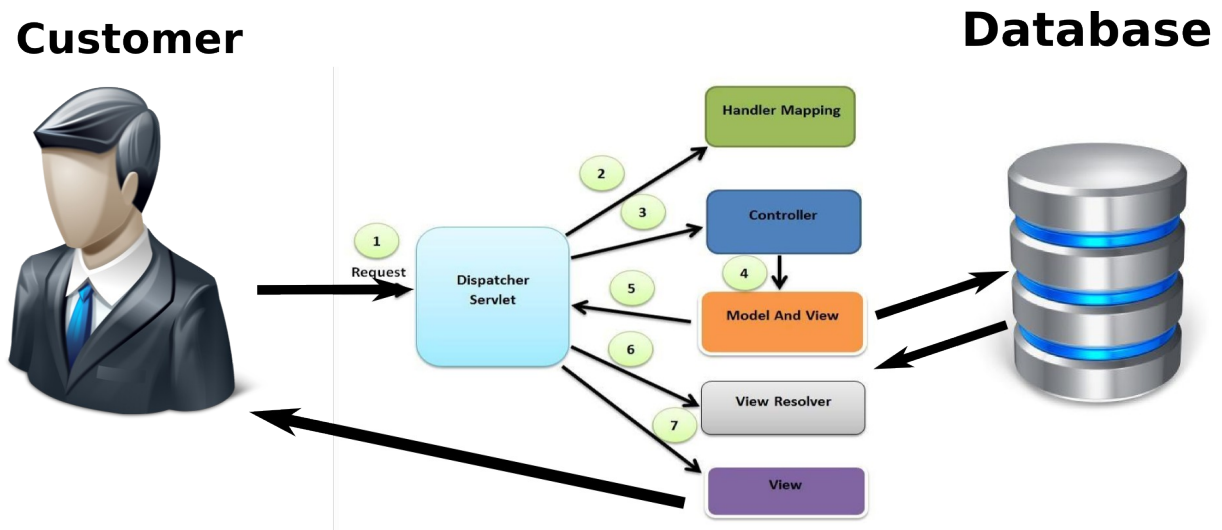 Customer
Database
Handler Mapping
2
3
Controller
1
Request
4
Dispatcher
Servlet
5
Model And View
6
View Resolver
7
View